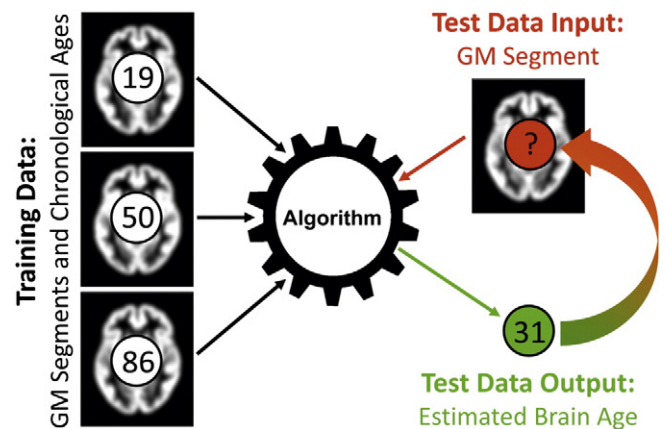 Training Data:
GM Segments and Chronological Ages
19
50
86
Algorithm
Test Data Input:
GM Segment
?
31
Test Data Output:
Estimated Brain Age